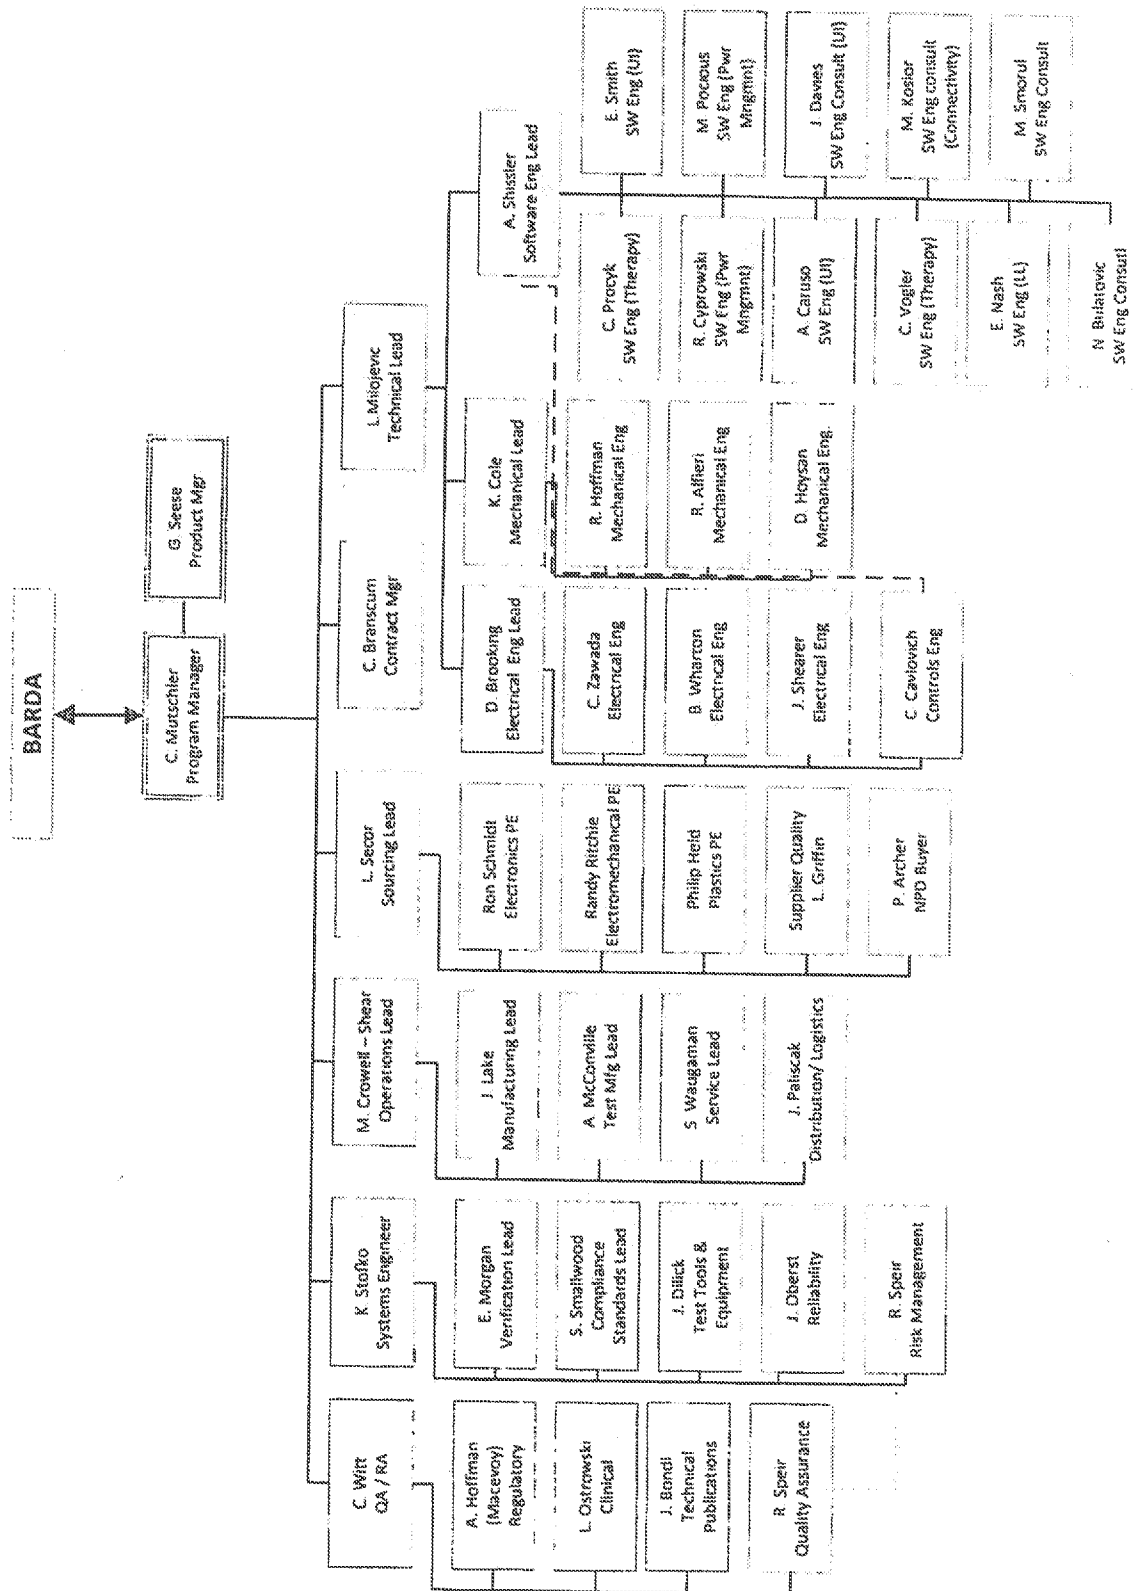 BARDA
C. Mutschler
Program Manager
G. Seese
Product Mgr
C. Witt
QA / RA
K Stofko
Systems Engineer
M. Crowell – Shear
Operations Lead
L. Secor
Sourcing Lead
C. Branscum
Contract Mgr
L.Milojevic
Technical Lead
A. Hoffman
(Macevoy)
Regulatory
L. Ostrowski
Clinical
J. Bondi
Technical
Publications
R. Speir
Quality Assurance
E. Morgan
Verification Lead
S. Smallwood
Compliance
Standards Lead
J. Dillick
Test Tools &
Equipment
J. Oberst
Reliability
R. Speir
Risk Management
J. Lake
Manufacturing Lead
A. McConville
Test Mfg Lead
S Waugaman
Service Lead
J. Paliscak
Distribution/ Logistics
Ron Schmidt
Electronics PE
Randy Ritchie
Electromechanical PE
Philip Held
Plastics PE
Supplier Quality
L. Griffin
P. Archer
NPD Buyer
D. Brooking
Electrical Eng Lead
C. Zawada
Electrical Eng
B. Wharton
Electrical Eng
J. Shearer
Electrical Eng
C. Cavlovich
Controls Eng
K. Cole
Mechanical Lead
R. Hoffman
Mechanical Eng
R. Alfieri
Mechanical Eng
D. Hoysan
Mechanical Eng.
A. Shissler
Software Eng Lead
C. Procyk
SW Eng (Therapy)
R. Cyprowski
SW Eng (Pwr
Mngmnt)
A. Caruso
SW Eng (UI)
C. Vogler
SW Eng (Therapy)
E. Nash
SW Eng (LL)
N Bulatovic
SW Eng Consult
E. Smith
SW Eng (UI)
M. Pocious
SW Eng (Pwr
Mngmnt)
J. Davies
SW Eng Consult (UI)
M. Kosior
SW Eng consult
(Connectivity)
M. Smorul
SW Eng Consult